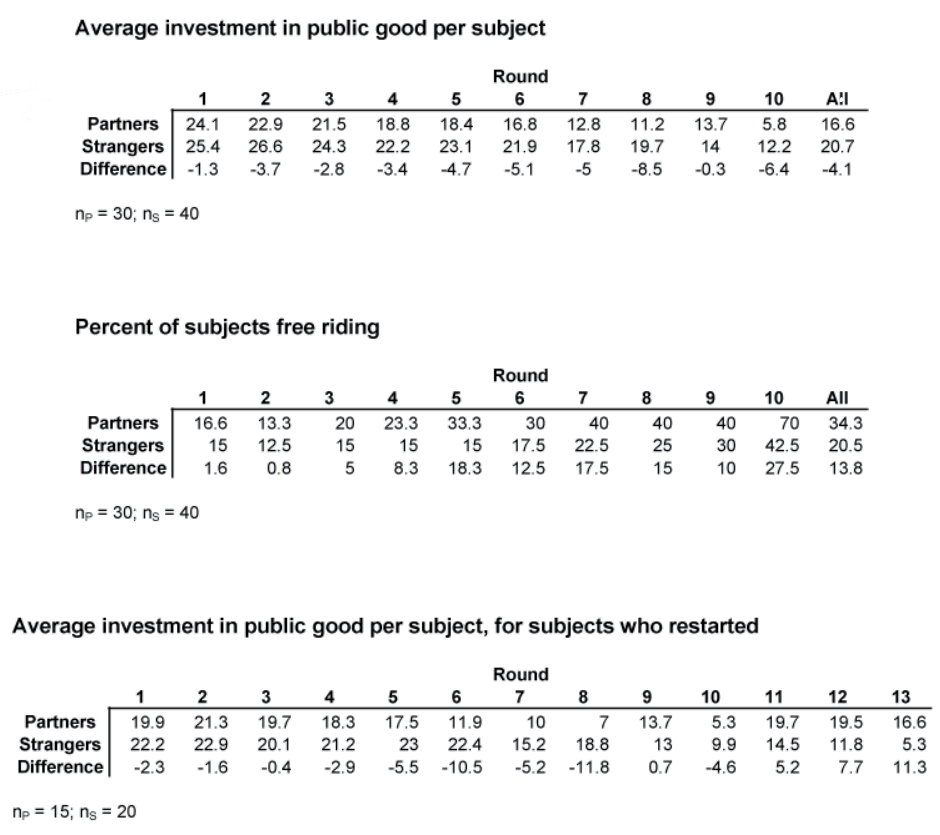 Average investment in public good per subject
Round
1 2 3 4 5 6 7 8 9 10 All
Partners 24.1 22.9 21.5 18.8 18.4 16.8 12.8 11.2 13.7 5.8 16.6
Strangers 25.4 26.6 24.3 22.2 23.1 21.9 17.8 19.7 14 12.2 20.7
Difference -1.3 -3.7 -2.8 -3.4 -4.7 -5.1 -5 -8.5 -0.3 -6.4 -4.1
nP = 30; nS = 40
Percent of subjects free riding
Round
1 2 3 4 5 6 7 8 9 10 All
Partners 16.6 13.3 20 23.3 33.3 30 40 40 40 70 34.3
Strangers 15 12.5 15 15 15 17.5 22.5 25 30 42.5 20.5
Difference 1.6 0.8 5 8.3 18.3 12.5 17.5 15 10 27.5 13.8
nP = 30; nS = 40
Average investment in public good per subject, for subjects who restarted
Round
1 2 3 4 5 6 7 8 9 10 11 12 13
Partners 19.9 21.3 19.7 18.3 17.5 11.9 10 7 13.7 5.3 19.7 19.5 16.6
Strangers 22.2 22.9 20.1 21.2 23 22.4 15.2 18.8 13 9.9 14.5 11.8 5.3
Difference -2.3 -1.6 -0.4 -2.9 -5.5 -10.5 -5.2 -11.8 0.7 -4.6 5.2 7.7 11.3
nP = 15; nS = 20